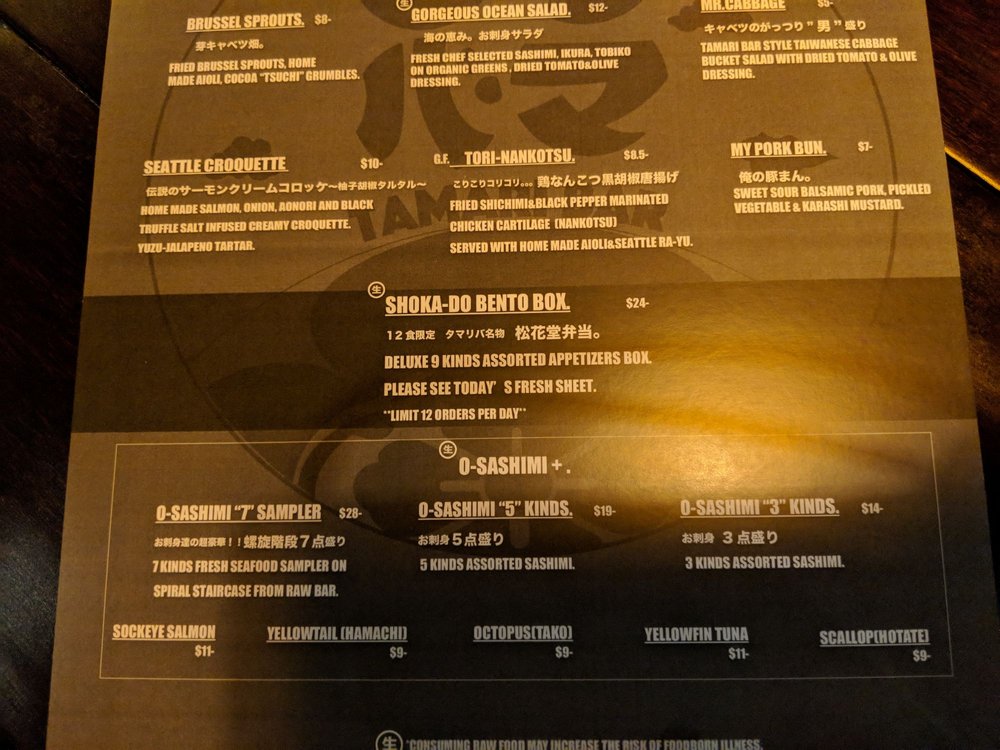 BRUSSEL SPROUTS. $8-
芽キャベツ畑。
FRIED BRUSSEL SPROUTS, HOME
MADE AIOLI, COCOA “TSUCHI” GRUMBLES.
生 GORGEOUS OCEAN SALAD. $12-
海の恵み。お刺身サラダ
FRESH CHEF SELECTED SASHIMI, IKURA, TOBIKO
ON ORGANIC GREENS , DRIED TOMATO&OLIVE
DRESSING.
MR.CABBAGE $5-
キャベツのがっつり ” 男 ” 盛り
TAMARI BAR STYLE TAIWANESE CABBAGE
BUCKET SALAD WITH DRIED TOMATO & OLIVE
DRESSING.
SEATTLE CROQUETTE $10-
伝説のサーモンクリームコロッケ〜柚子胡椒タルタル〜
HOME MADE SALMON, ONION, AONORI AND BLACK
TRUFFLE SALT INFUSED CREAMY CROQUETTE.
YUZU-JALAPENO TARTAR.
G.F. TORI-NANKOTSU. $8.5-
こりこりコリコリ。。。鶏なんこつ黒胡椒唐揚げ
FRIED SHICHIMI&BLACK PEPPER MARINATED
CHICKEN CARTILAGE (NANKOTSU)
SERVED WITH HOME MADE AIOLI&SEATTLE RA-YU.
MY PORK BUN. $7-
俺の豚まん。
SWEET SOUR BALSAMIC PORK, PICKLED
VEGETABLE & KARASHI MUSTARD.
生 SHOKA-DO BENTO BOX. $24-
12食限定 タマリバ名物 松花堂弁当。
DELUXE 9 KINDS ASSORTED APPETIZERS BOX.
PLEASE SEE TODAY’ S FRESH SHEET.
**LIMIT 12 ORDERS PER DAY**
生 O-SASHIMI + .
O-SASHIMI “7” SAMPLER $28-
お刺身達の超豪華！！螺旋階段７点盛り
7 KINDS FRESH SEAFOOD SAMPLER ON
SPIRAL STAIRCASE FROM RAW BAR.
O-SASHIMI “5” KINDS. $19-
お刺身５点盛り
5 KINDS ASSORTED SASHIMI.
O-SASHIMI “3” KINDS. $14-
お刺身 ３点盛り
3 KINDS ASSORTED SASHIMI.
SOCKEYE SALMON
$11-
YELLOWTAIL (HAMACHI)
$9-
OCTOPUS(TAKO)
$9-
YELLOWFIN TUNA
$11-
SCALLOP(HOTATE)
$9-
生 *CONSUMING RAW FOOD MAY INCREASE THE RISK OF FOODBORN ILLNESS.